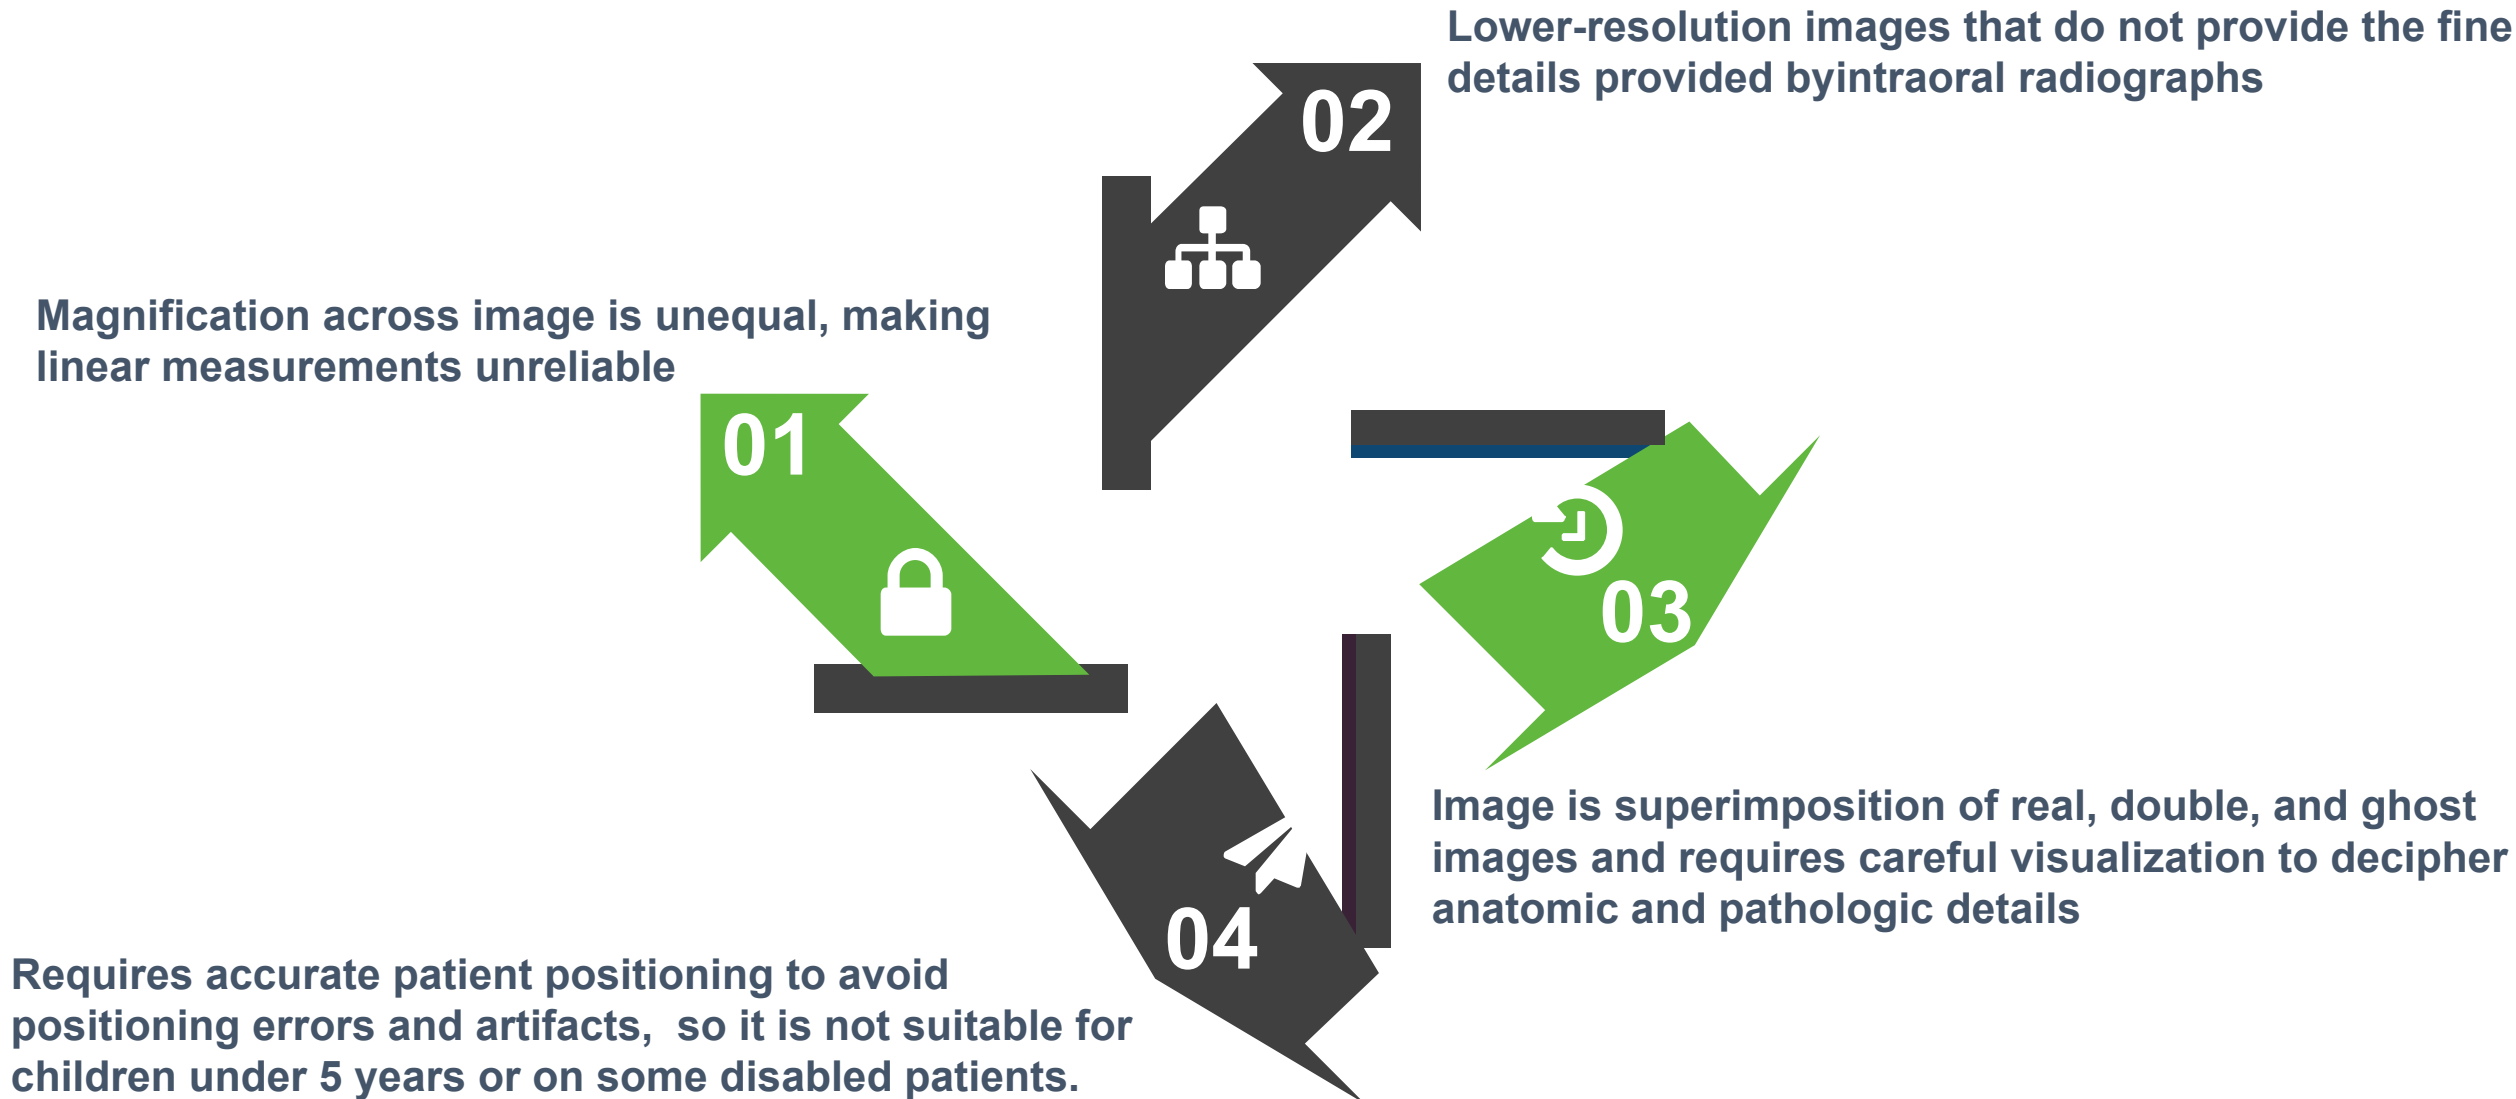 Magnification across image is unequal, making
linear measurements unreliable
01
02
Lower-resolution images that do not provide the fine
details provided byintraoral radiographs
03
Image is superimposition of real, double, and ghost
images and requires careful visualization to decipher
anatomic and pathologic details
04
Requires accurate patient positioning to avoid
positioning errors and artifacts,  so it is not suitable for
children under 5 years or on some disabled patients.